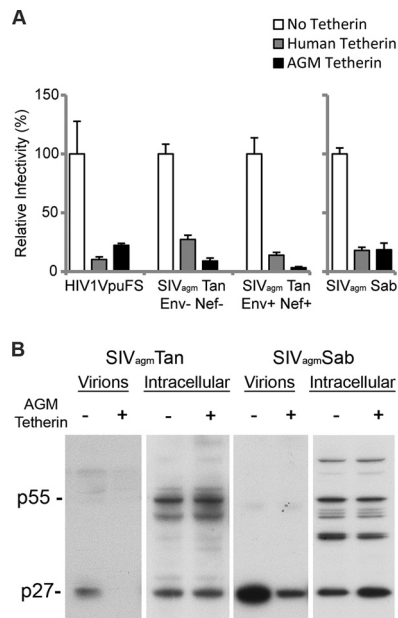 A
No Tetherin
Human Tetherin
AGM Tetherin
Relative Infectivity (%)
150
100
50
0
HIV1VpuFS
SIVagm Tan
Env- Nef-
SIVagm Tan
Env+ Nef+
SIVagm Sab
B
SIVagmTan
SIVagmSab
Virions
Intracellular
Virions
Intracellular
AGM
Tetherin
- + - + - + - +
p55 -
p27-